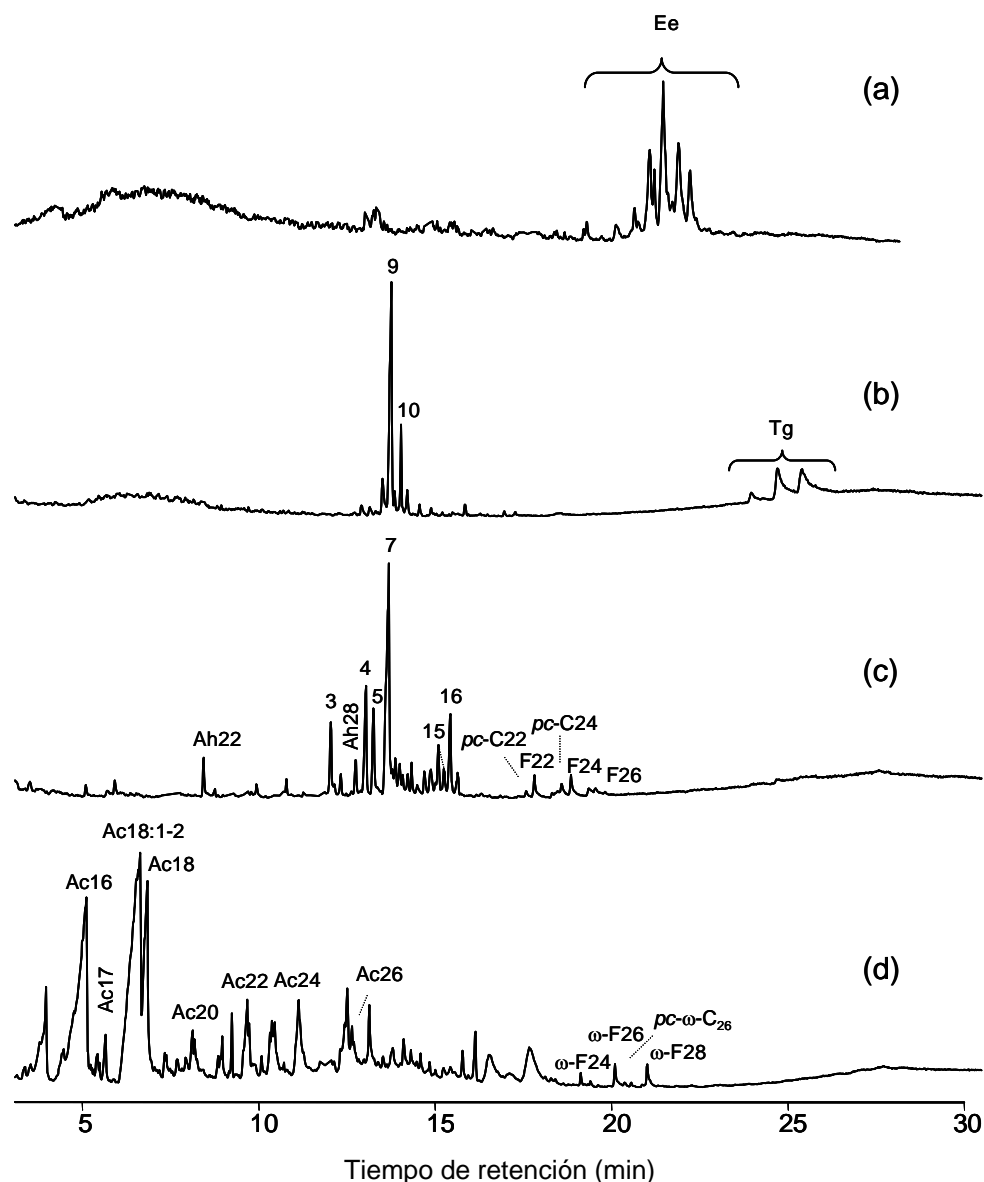 Ee
(a)
9
10
(b)
Tg
7
4
3
Ah28
5
16
15
(c)
Ah22
pc-C22
pc-C24
F22
F24
F26
Ac18:1-2
Ac18
Ac16
Ac17
(d)
Ac20
Ac22
Ac24
Ac26
ω-F24
ω-F26
pc-ω-C26
ω-F28
5 10 15 20 25 30
Tiempo de retención (min)